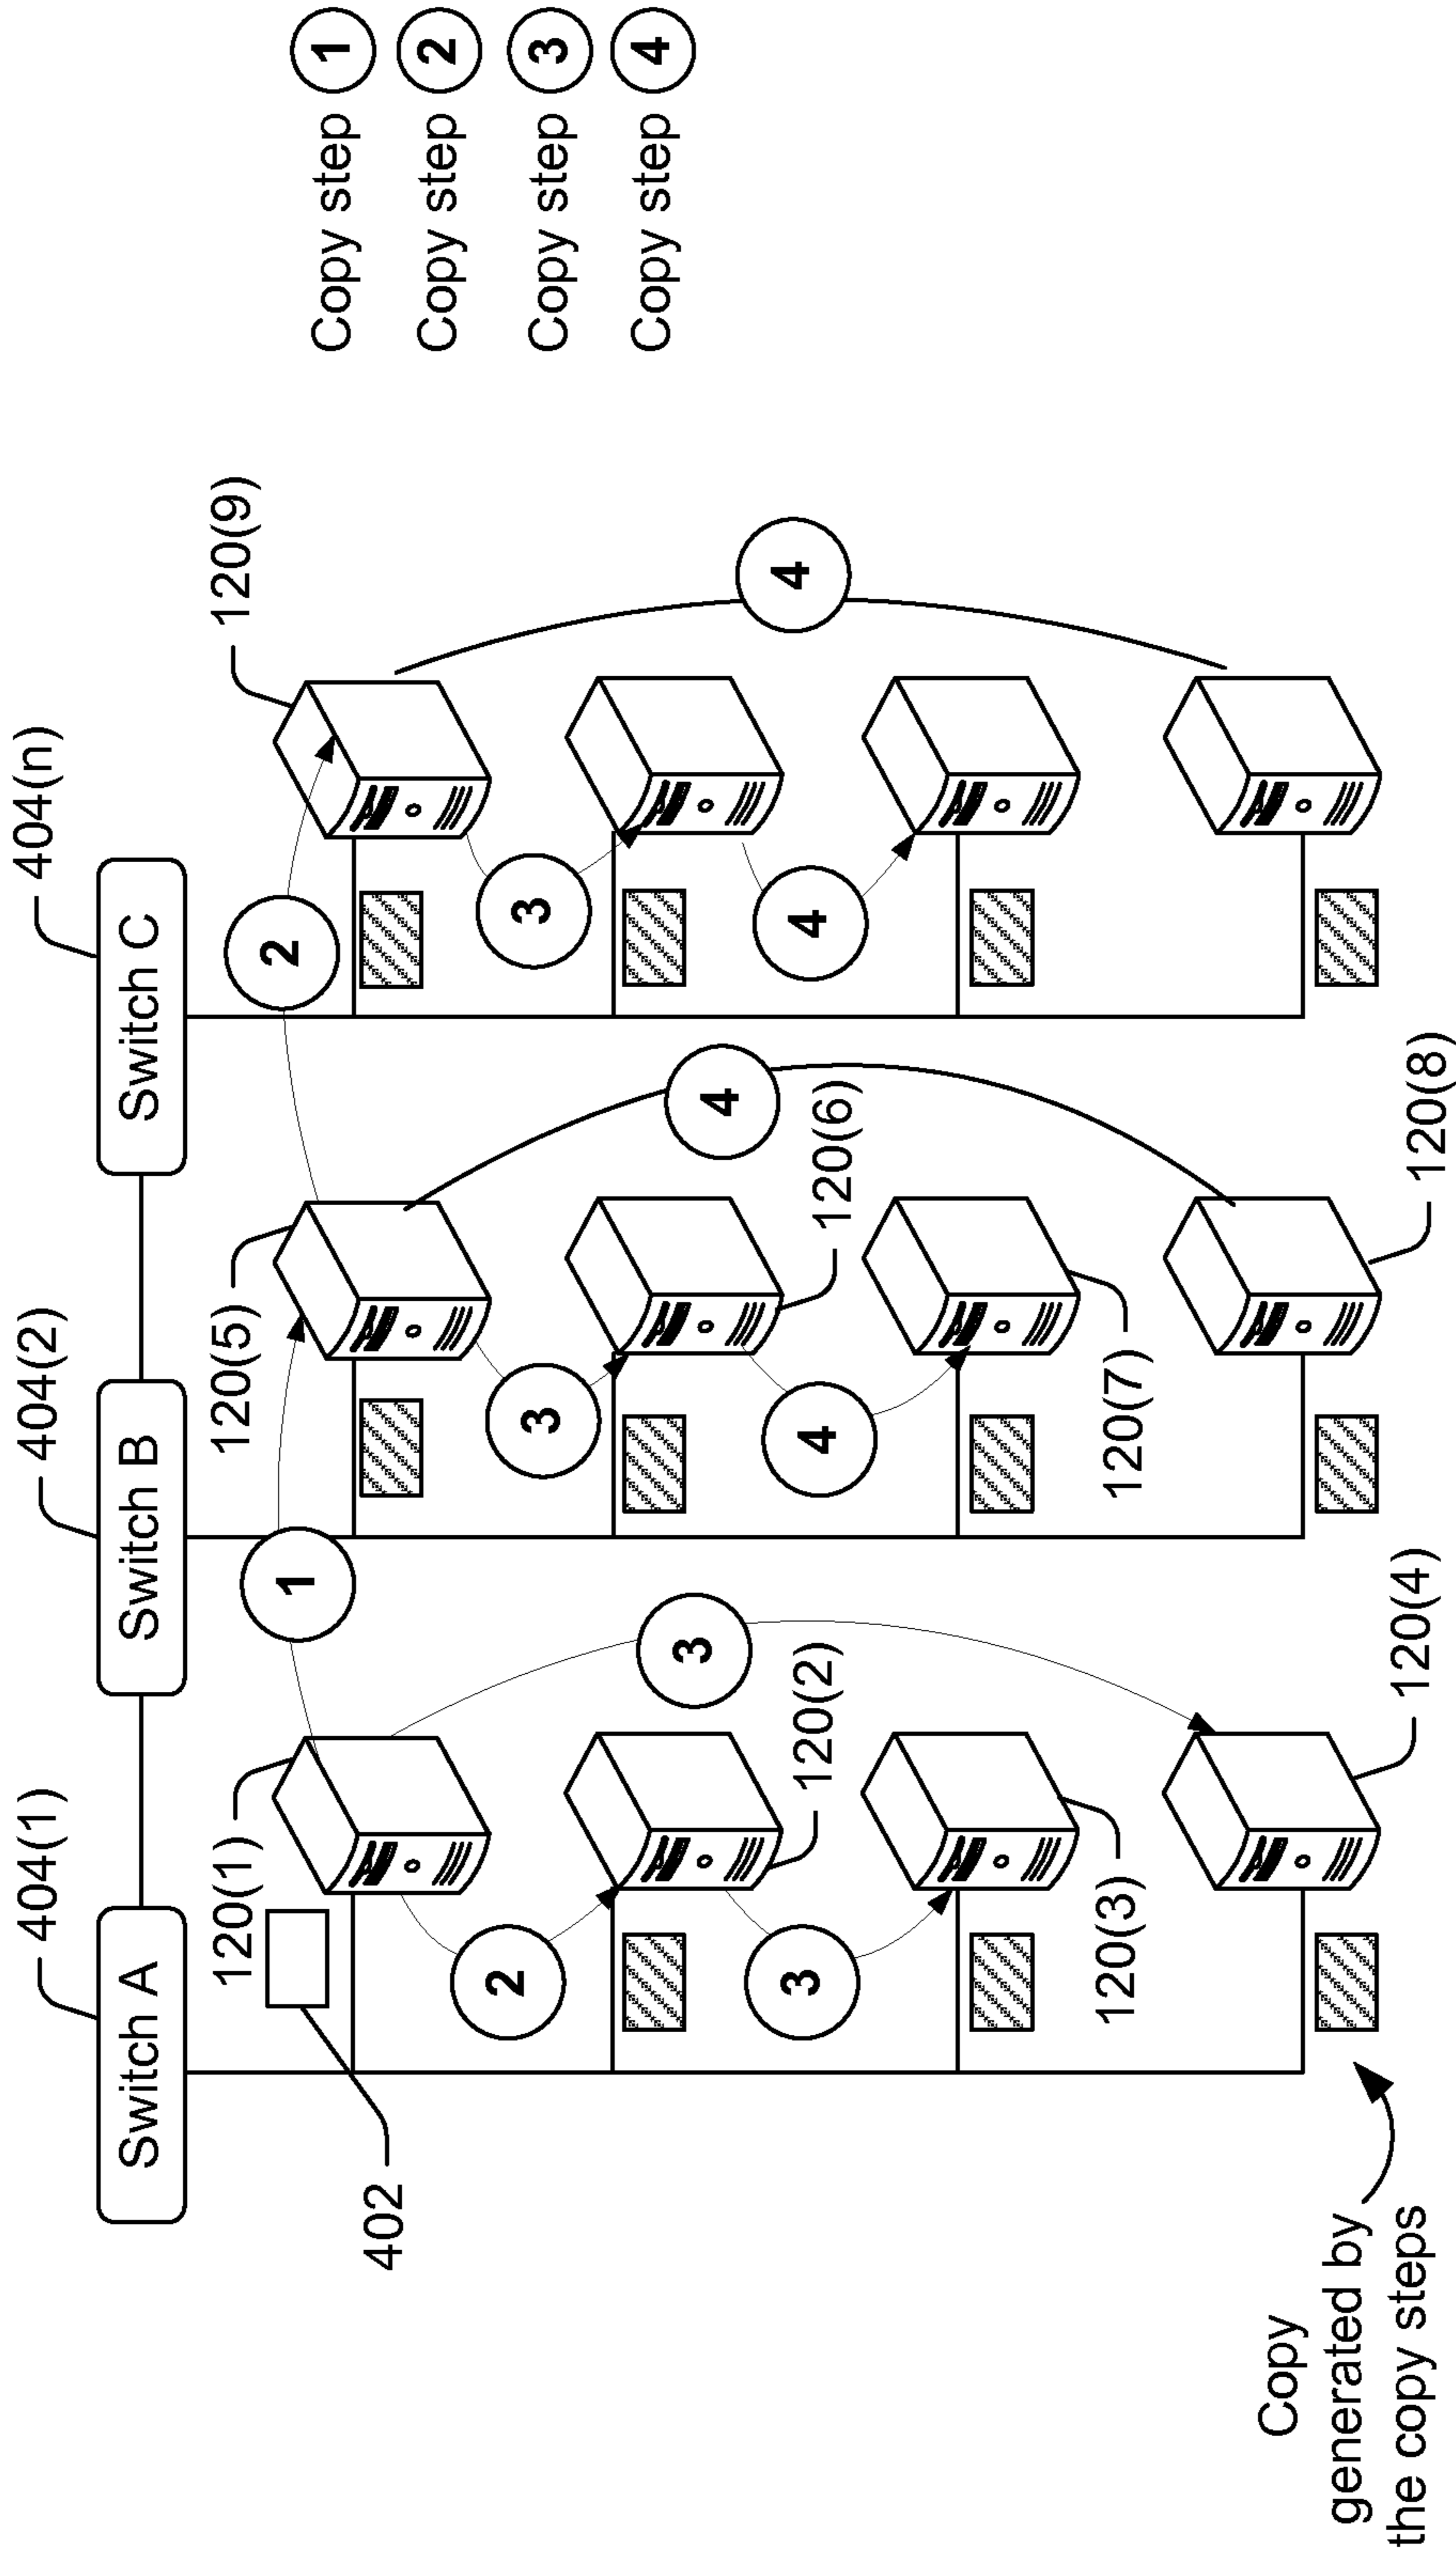 404(1)
404(2)
404(n)
Switch A
Switch B
Switch C
120(1)
120(5)
120(9)
402
1
2
2
3
3
120(2)
120(6)
3
3
4
4
4
4
120(3)
120(7)
120(4)
120(8)
Copy
generated by
the copy steps
Copy step 1
Copy step 2
Copy step 3
Copy step 4